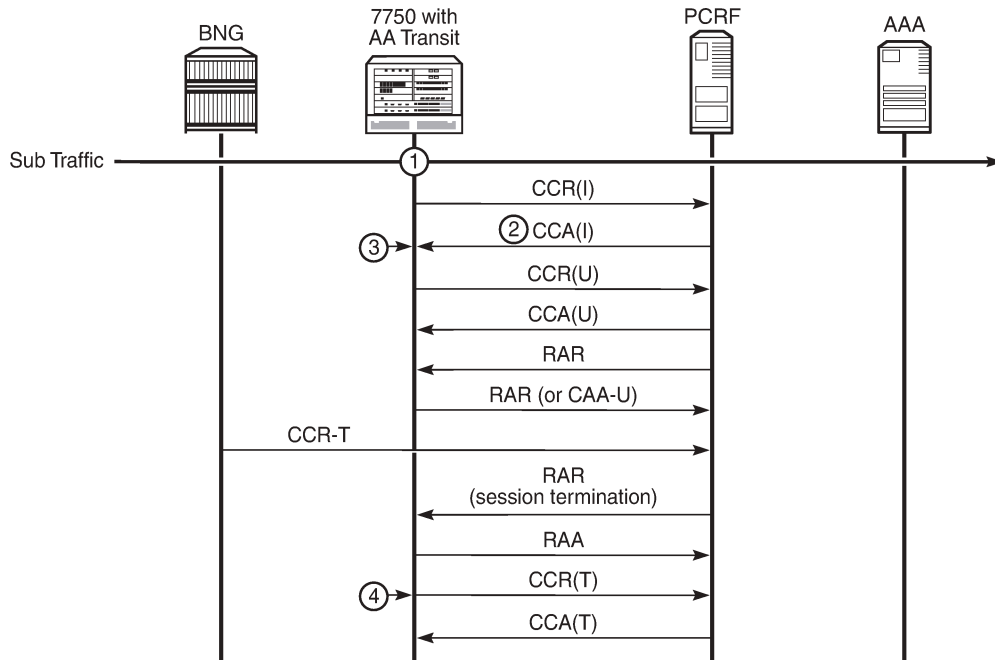 BNG
7750 with
AA Transit
PCRF
AAA
Sub Traffic
1
CCR(I)
2 CCA(I)
3
CCR(U)
CCA(U)
RAR
RAR (or CAA-U)
CCR-T
RAR
(session termination)
RAA
4
CCR(T)
CCA(T)